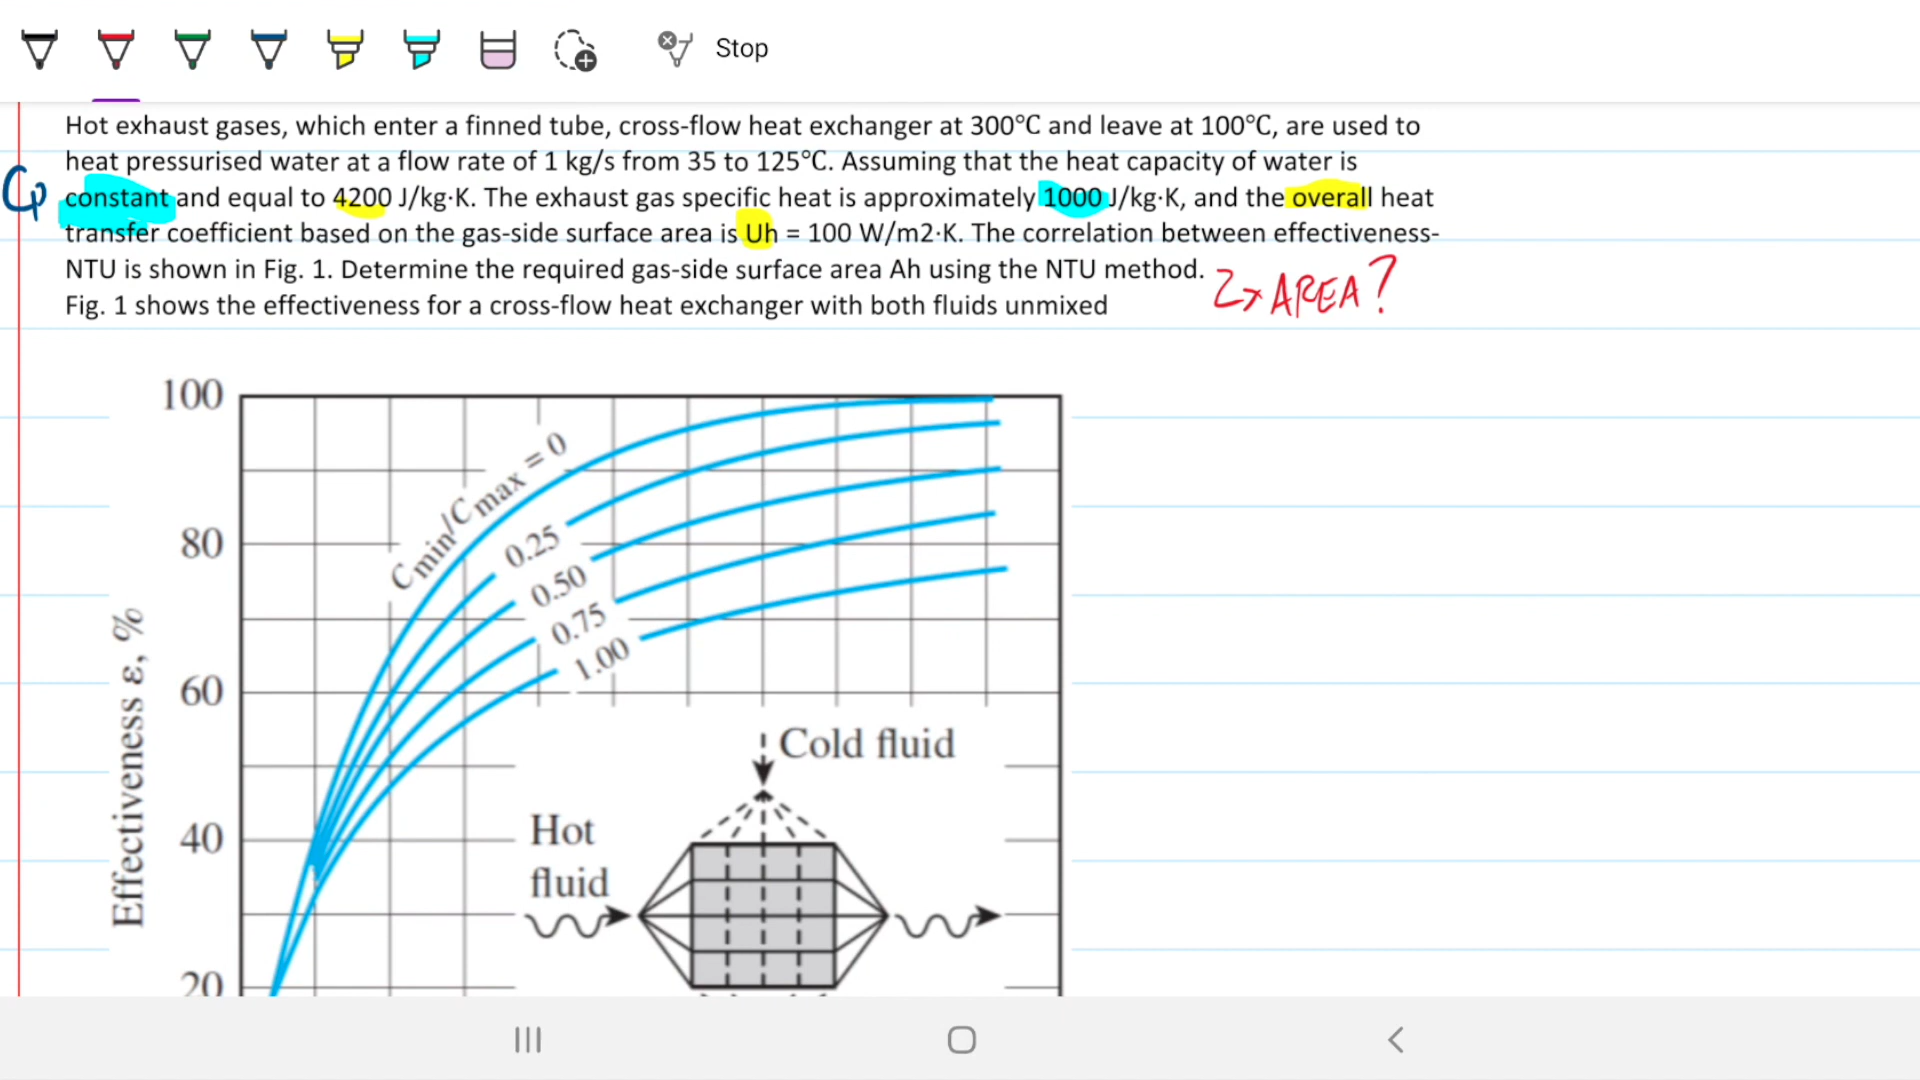 Stop
Hot exhaust gases, which enter a finned tube, cross-flow heat exchanger at 300°C and leave at 100°C, are used to
heat pressurised water at a flow rate of 1 kg/s from 35 to 125°C. Assuming that the heat capacity of water is
Cp
constant and equal to 4200 J/kg·K. The exhaust gas specific heat is approximately 1000 J/kg·K, and the overall heat
transfer coefficient based on the gas-side surface area is Uh = 100 W/m2·K. The correlation between effectiveness-
NTU is shown in Fig. 1. Determine the required gas-side surface area Ah using the NTU method.
2x AREA?
Fig. 1 shows the effectiveness for a cross-flow heat exchanger with both fluids unmixed
100
80
60
40
20
Effectiveness ε, %
Cmin/Cmax = 0
0.25
0.50
0.75
1.00
Cold fluid
Hot
fluid